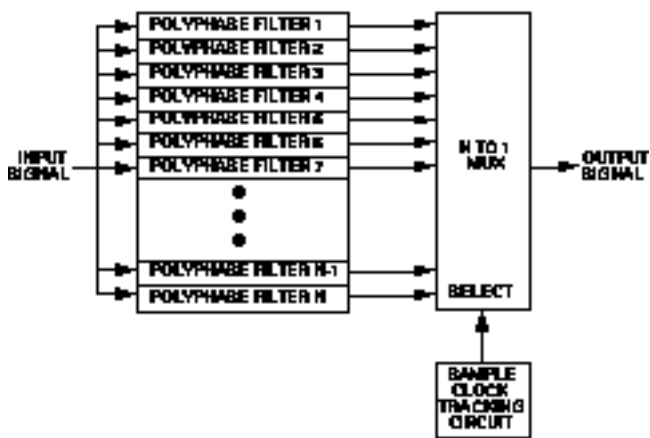 POLYPHASE FILTER 1
POLYPHASE FILTER 2
POLYPHASE FILTER 3
POLYPHASE FILTER 4
POLYPHASE FILTER 5
POLYPHASE FILTER 6
POLYPHASE FILTER 7
POLYPHASE FILTER N-1
POLYPHASE FILTER N
INPUT
SIGNAL
N TO 1
MUX
SELECT
OUTPUT
SIGNAL
SAMPLE
CLOCK
TRACKING
CIRCUIT